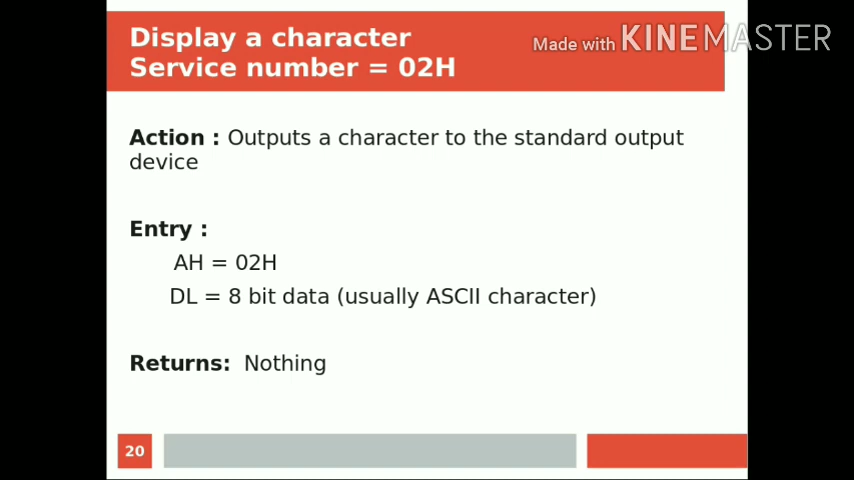 Display a character
Service number = 02H
Made with KINEMASTER
Action : Outputs a character to the standard output
device
Entry :
AH = 02H
DL = 8 bit data (usually ASCII character)
Returns: Nothing
20